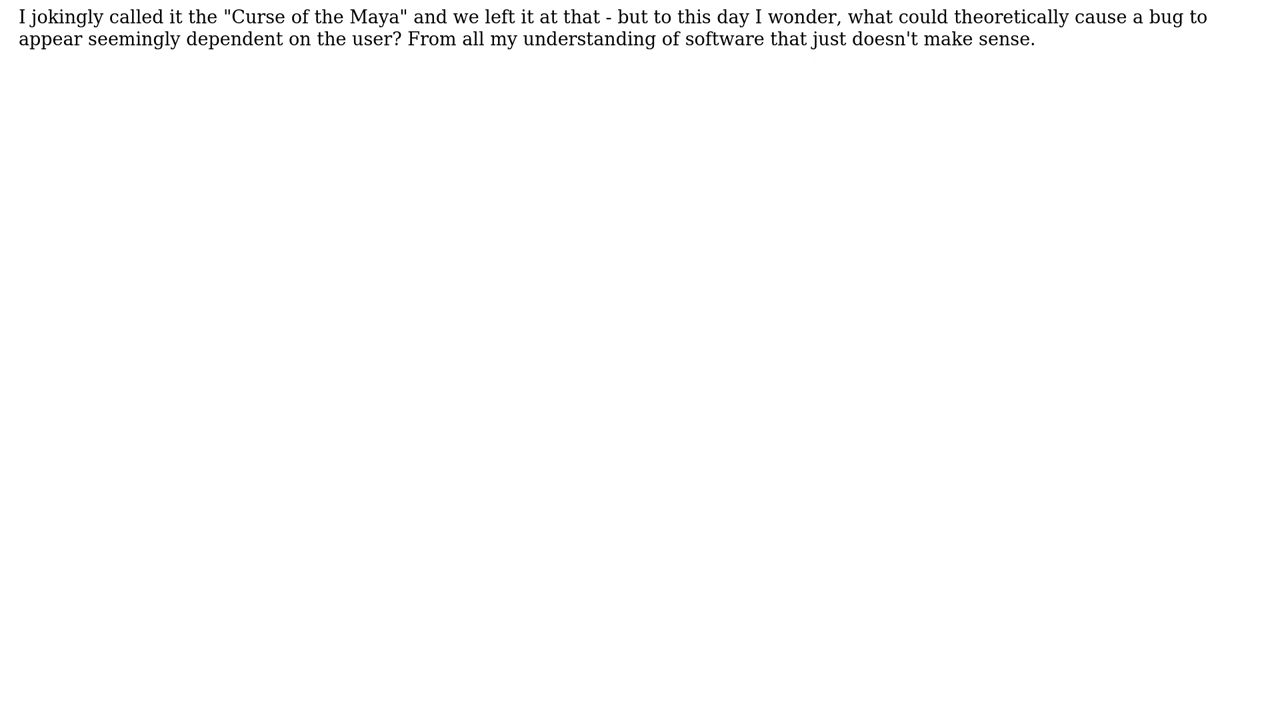 I jokingly called it the "Curse of the Maya" and we left it at that - but to this day I wonder, what could theoretically cause a bug to
appear seemingly dependent on the user? From all my understanding of software that just doesn't make sense.